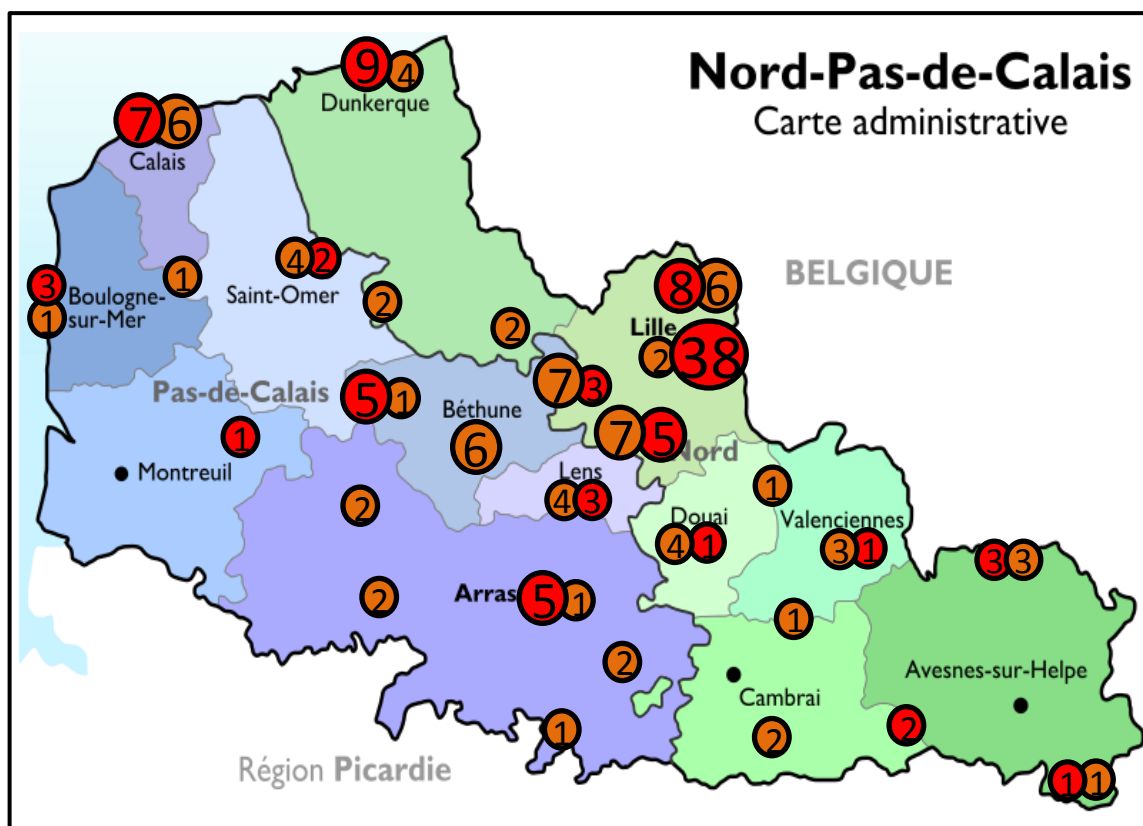 Nord-Pas-de-Calais
Carte administrative
9 4
Dunkerque
7 6
Calais
BELGIQUE
4 2
1
3
Boulogne-
sur-Mer
1
Saint-Omer
2
2
8 6
Lille
2 38
Pas-de-Calais
5 1
7 3
Béthune
6
7 5
Nord
1
Montreuil
Lens
4 3
2
1
Douai
4 1
Valenciennes
3 1
3 3
2
Arras
5 1
1
2
Avesnes-sur-Helpe
Cambrai
1
2
2
Région Picardie
1 1